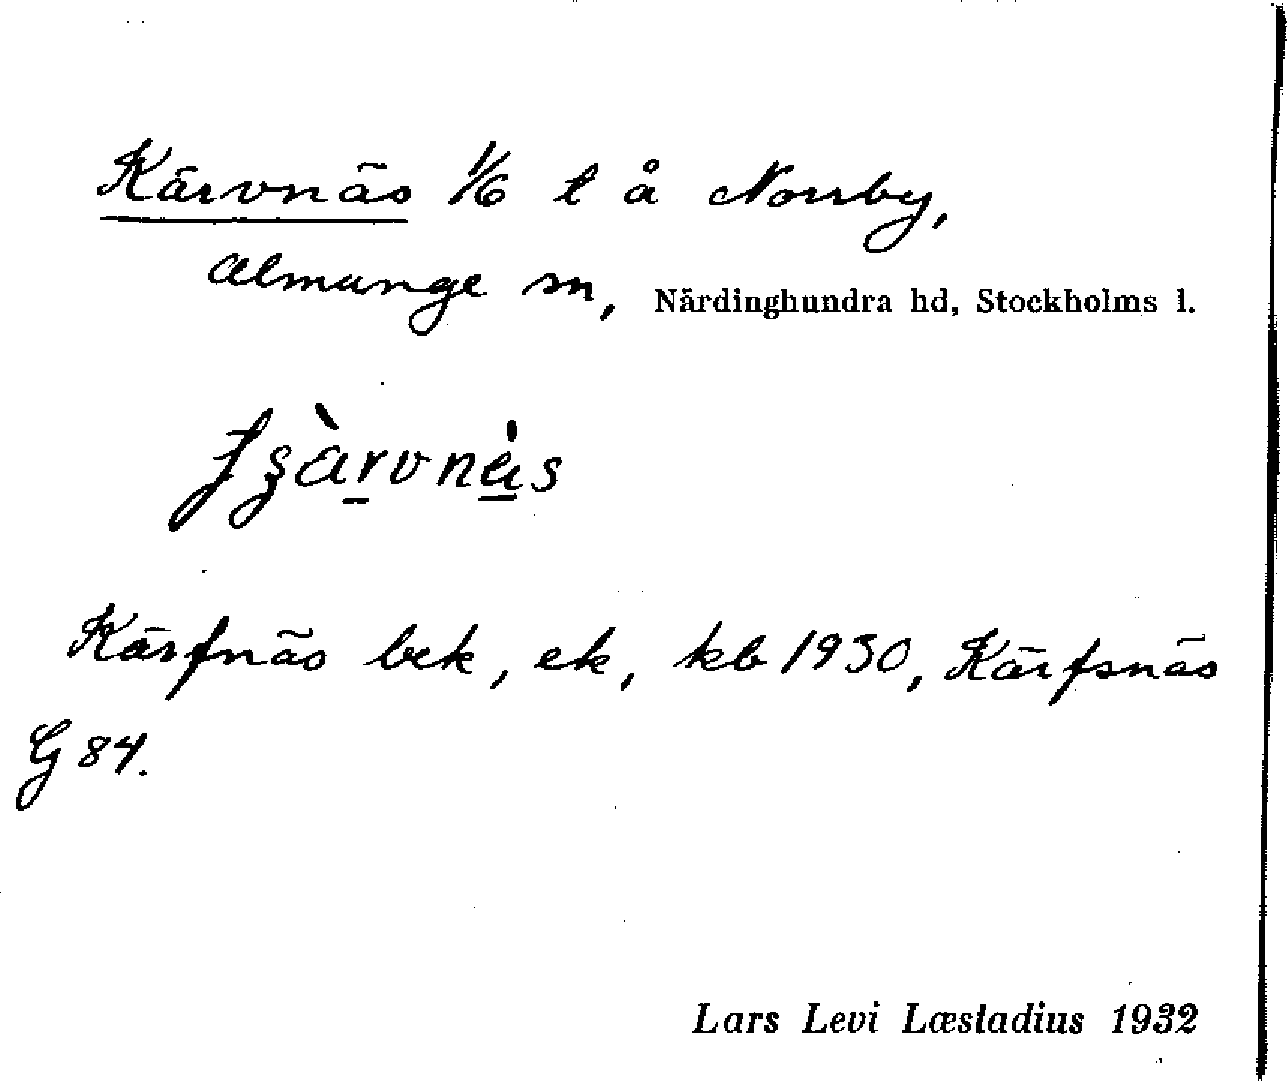 Kärvnäs 1/6 t å Norrby,
Almunge sn, Närdinghundra hd, Stockholms l.
Kärfnäs bek, ek, kb 1930, Kärfsnäs
G 84.
Lars Levi Læstadius 1932